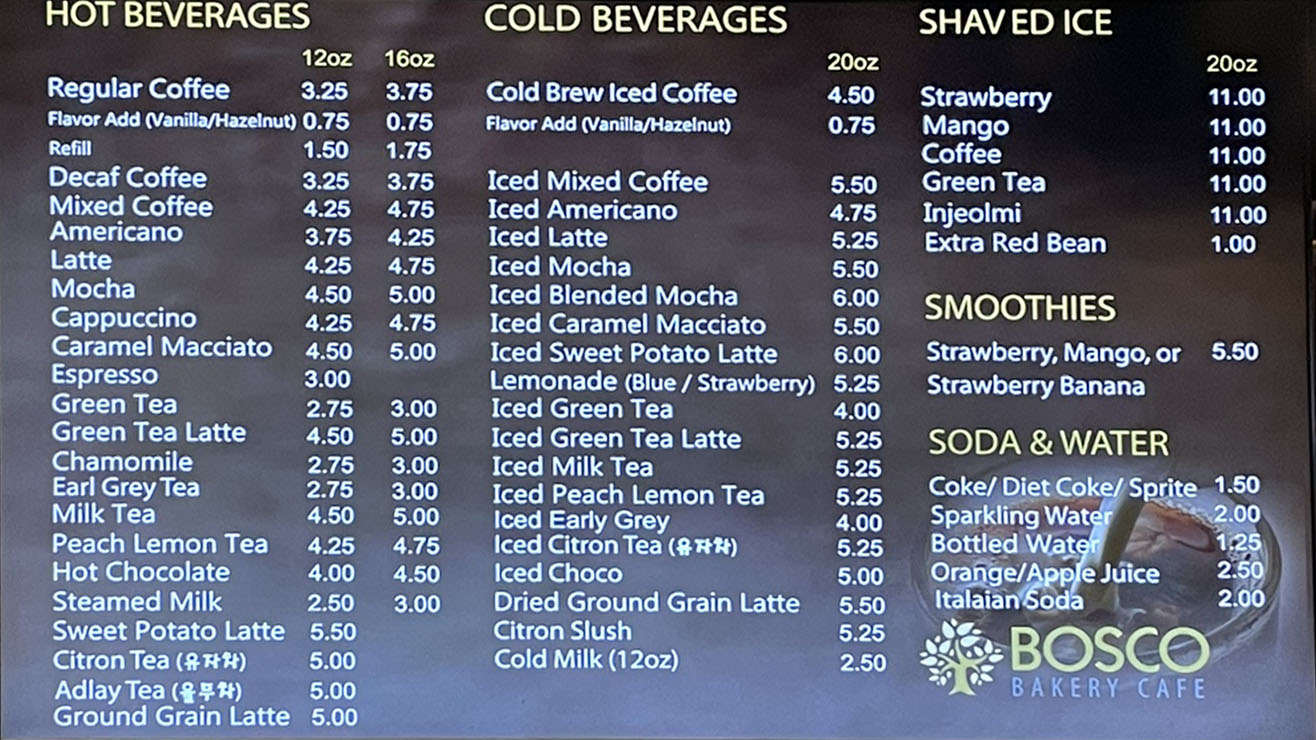 HOT BEVERAGES
12oz 16oz
Regular Coffee 3.25 3.75
Flavor Add (Vanilla/Hazelnut) 0.75 0.75
Refill 1.50 1.75
Decaf Coffee 3.25 3.75
Mixed Coffee 4.25 4.75
Americano 3.75 4.25
Latte 4.25 4.75
Mocha 4.50 5.00
Cappuccino 4.25 4.75
Caramel Macciato 4.50 5.00
Espresso 3.00
Green Tea 2.75 3.00
Green Tea Latte 4.50 5.00
Chamomile 2.75 3.00
Earl Grey Tea 2.75 3.00
Milk Tea 4.50 5.00
Peach Lemon Tea 4.25 4.75
Hot Chocolate 4.00 4.50
Steamed Milk 2.50 3.00
Sweet Potato Latte 5.50
Citron Tea (유자차) 5.00
Adlay Tea (율무차) 5.00
Ground Grain Latte 5.00
COLD BEVERAGES
20oz
Cold Brew Iced Coffee 4.50
Flavor Add (Vanilla/Hazelnut) 0.75
Iced Mixed Coffee 5.50
Iced Americano 4.75
Iced Latte 5.25
Iced Mocha 5.50
Iced Blended Mocha 6.00
Iced Caramel Macciato 5.50
Iced Sweet Potato Latte 6.00
Lemonade (Blue / Strawberry) 5.25
Iced Green Tea 4.00
Iced Green Tea Latte 5.25
Iced Milk Tea 5.25
Iced Peach Lemon Tea 5.25
Iced Early Grey 4.00
Iced Citron Tea (유자차) 5.25
Iced Choco 5.00
Dried Ground Grain Latte 5.50
Citron Slush 5.25
Cold Milk (12oz) 2.50
SHAVED ICE
20oz
Strawberry 11.00
Mango 11.00
Coffee 11.00
Green Tea 11.00
Injeolmi 11.00
Extra Red Bean 1.00
SMOOTHIES
Strawberry, Mango, or 5.50
Strawberry Banana
SODA & WATER
Coke/ Diet Coke/ Sprite 1.50
Sparkling Water 2.00
Bottled Water 1.25
Orange/Apple Juice 2.50
Italaian Soda 2.00
BOSCO
BAKERY CAFE